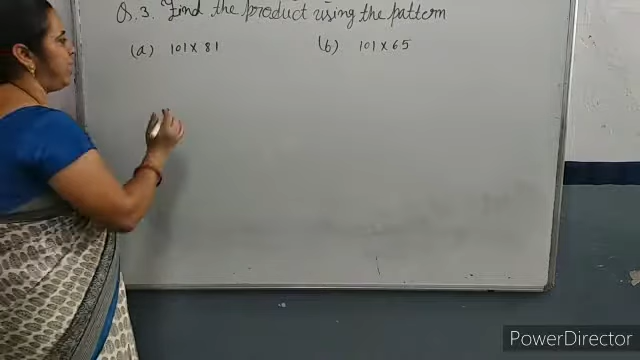 Q.3. Find the product using the pattern
(a) 101 × 81 (b) 101 × 65
PowerDirector